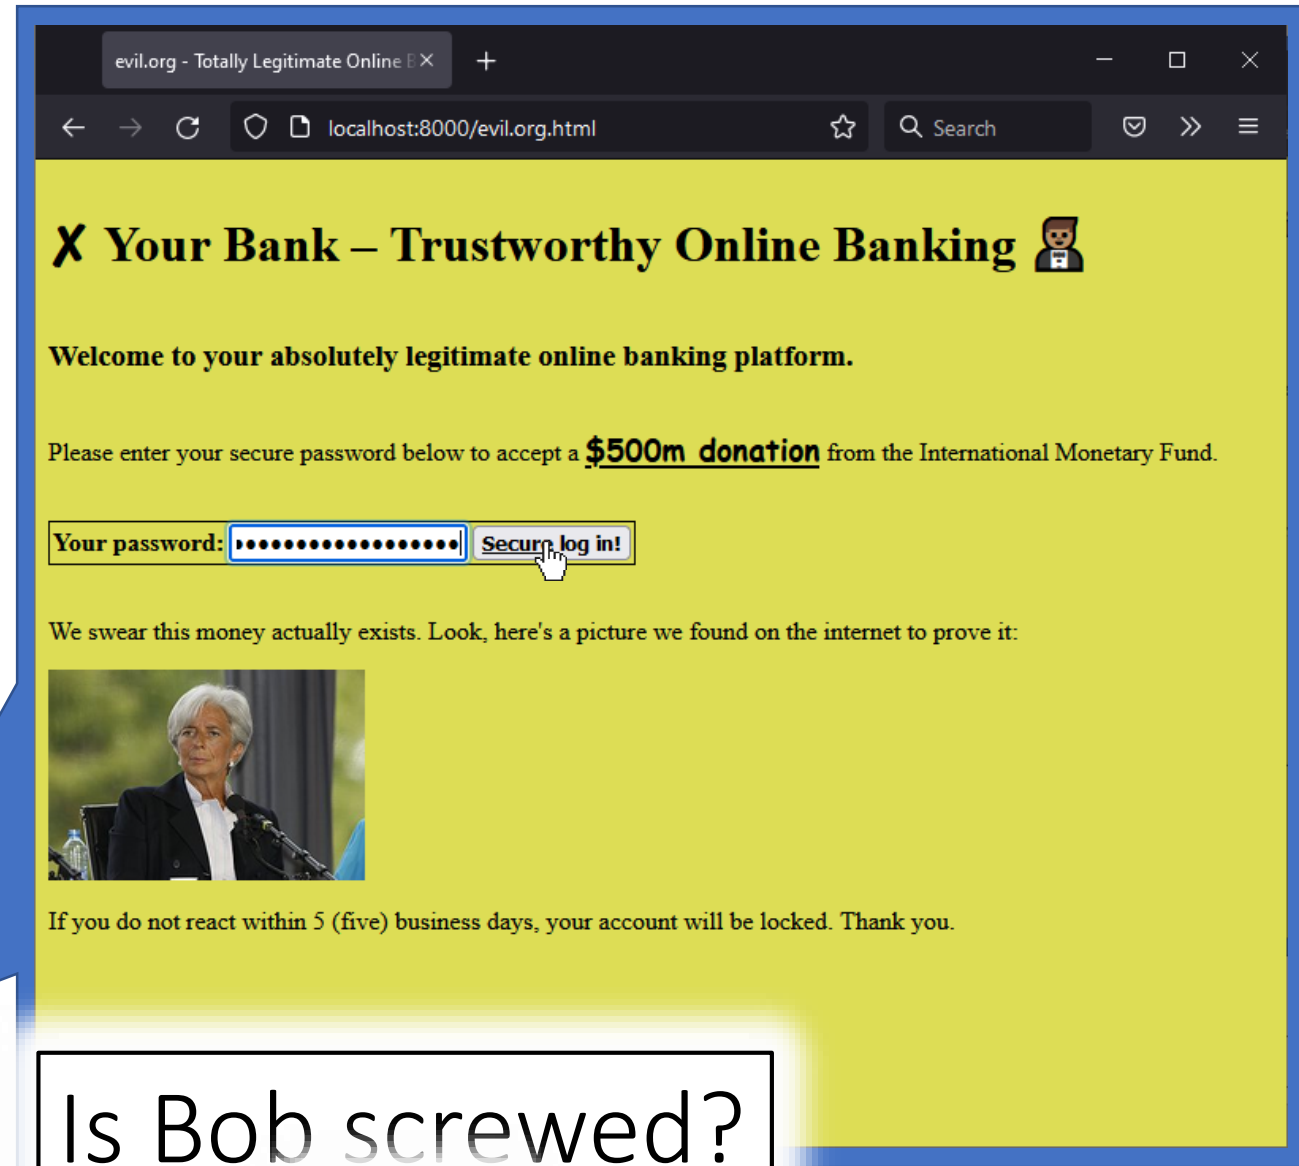 evil.org - Totally Legitimate Online B
localhost:8000/evil.org.html
Search
✗ Your Bank – Trustworthy Online Banking 🤵🏾
Welcome to your absolutely legitimate online banking platform.
Please enter your secure password below to accept a $500m donation from the International Monetary Fund.
Your password: ●●●●●●●●●●●●●●●●●● Secure log in!
We swear this money actually exists. Look, here's a picture we found on the internet to prove it:
If you do not react within 5 (five) business days, your account will be locked. Thank you.
Is Bob screwed?